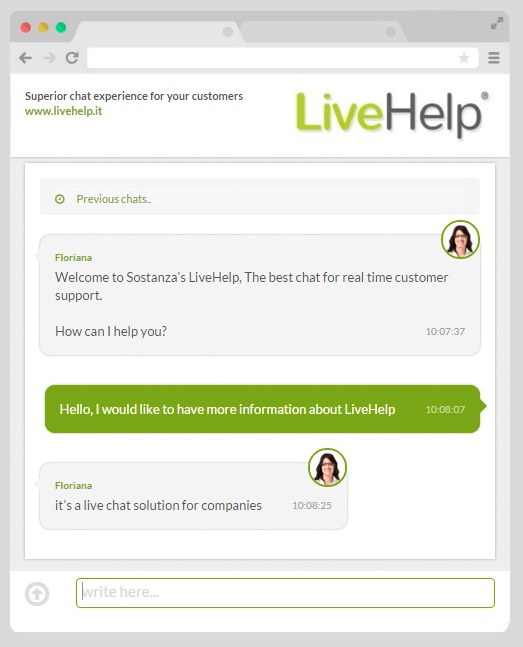 Superior chat experience for your customers
www.livehelp.it
LiveHelp®
Previous chats..
Floriana
Welcome to Sostanza's LiveHelp, The best chat for real time customer
support.
How can I help you?
10:07:37
Hello, I would like to have more information about LiveHelp
10:08:07
Floriana
it's a live chat solution for companies
10:08:25
write here...